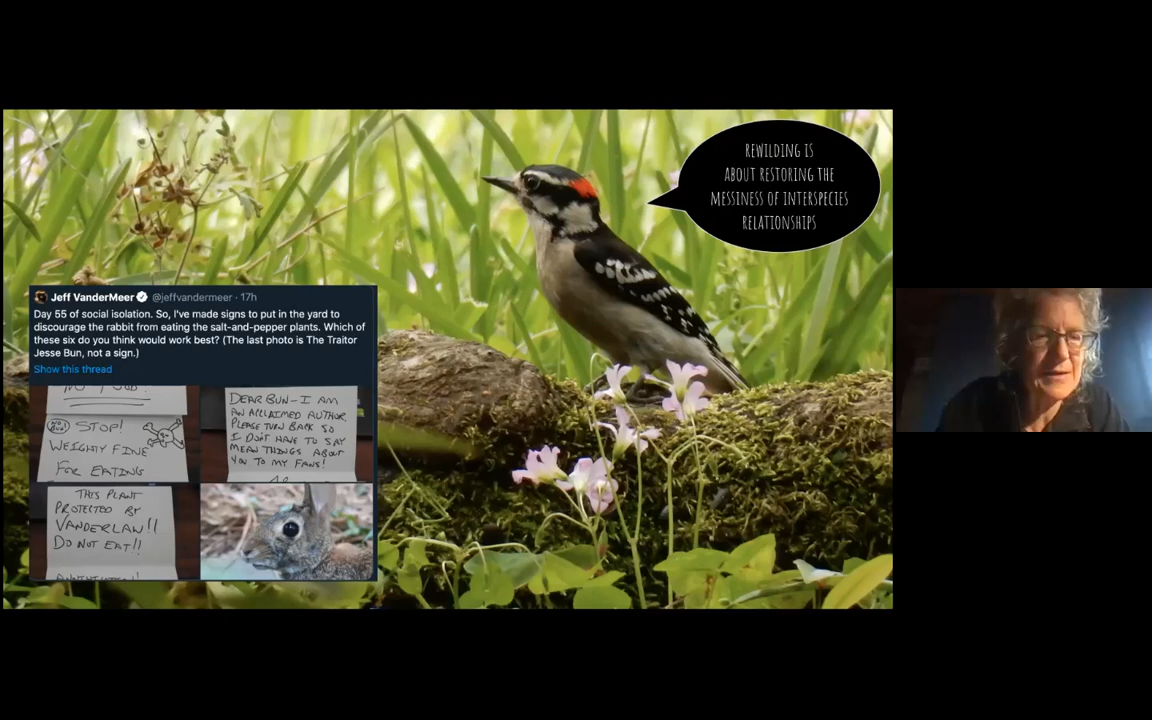 REWILDING IS
ABOUT RESTORING THE
MESSINESS OF INTERSPECIES
RELATIONSHIPS
Jeff VanderMeer @jeffvandermeer · 17h
Day 55 of social isolation. So, I've made signs to put in the yard to
discourage the rabbit from eating the salt-and-pepper plants. Which of
these six do you think would work best? (The last photo is The Traitor
Jesse Bun, not a sign.)
Show this thread
STOP!
WEIGHTY FINE
FOR EATING
DEAR BUN - I AM
AN ACCLAIMED AUTHOR
PLEASE TURN BACK SO
I DON'T HAVE TO SAY
MEAN THINGS ABOUT
YOU TO MY FANS!
THIS PLANT
PROTECTED BY
VANDERLAN!!
DO NOT EAT!!